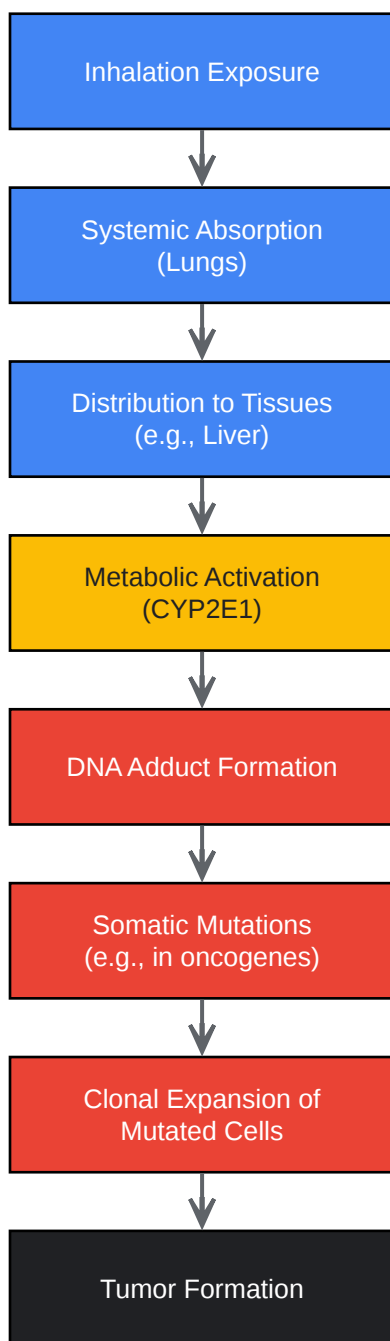 Inhalation Exposure
Systemic Absorption
(Lungs)
Distribution to Tissues
(e.g., Liver)
Metabolic Activation
(CYP2E1)
DNA Adduct Formation
Somatic Mutations
(e.g., in oncogenes)
Clonal Expansion of
Mutated Cells
Tumor Formation